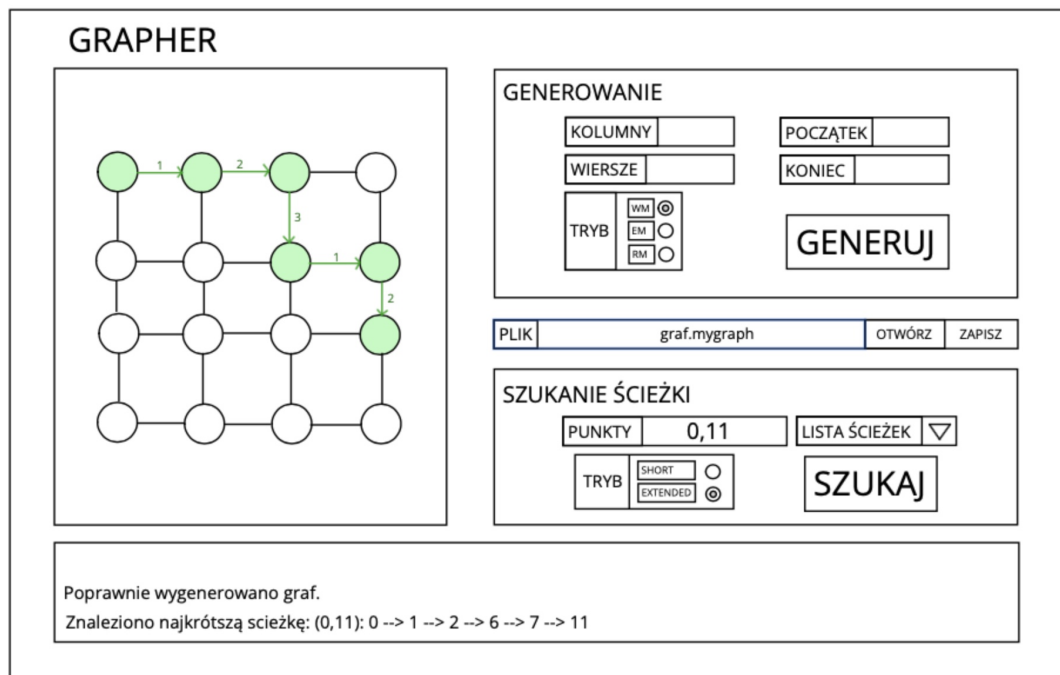 GRAPHER
1
2
3
1
2
GENEROWANIE
KOLUMNY
POCZĄTEK
WIERSZE
KONIEC
TRYB
WM
EM
RM
GENERUJ
PLIK graf.mygraph OTWÓRZ ZAPISZ
SZUKANIE ŚCIEŻKI
PUNKTY 0,11 LISTA ŚCIEŻEK
TRYB
SHORT
EXTENDED
SZUKAJ
Poprawnie wygenerowano graf.
Znaleziono najkrótszą scieżkę: (0,11): 0 --> 1 --> 2 --> 6 --> 7 --> 11